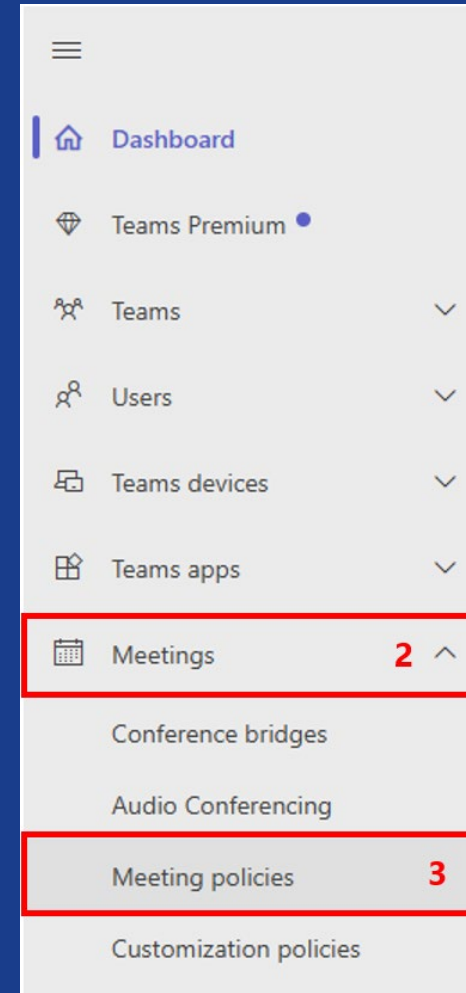 Dashboard
Teams Premium
Teams
Users
Teams devices
Teams apps
Meetings 2
Conference bridges
Audio Conferencing
Meeting policies 3
Customization policies